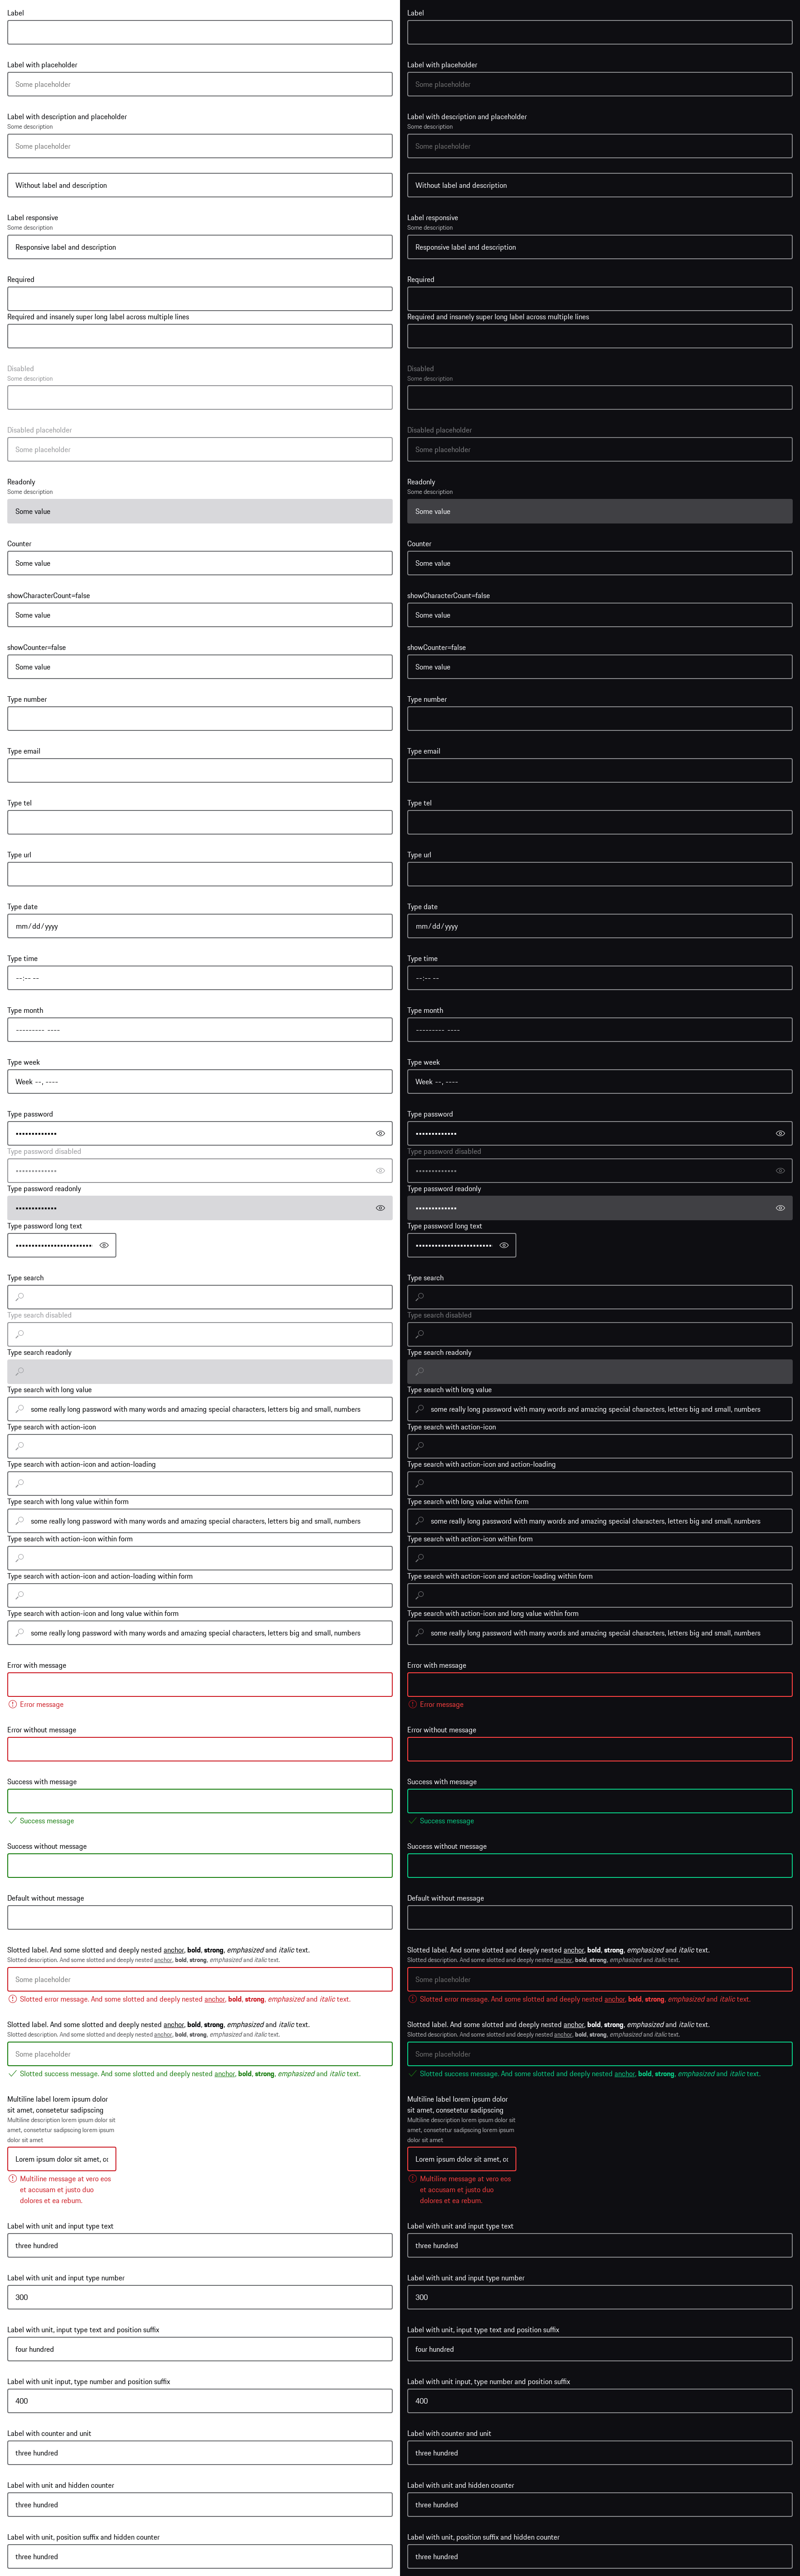 Label
Label with placeholder
Some placeholder
Label with description and placeholder
Some description
Some placeholder
Without label and description
Label responsive
Some description
Responsive label and description
Required
Required and insanely super long label across multiple lines
Disabled
Some description
Disabled placeholder
Some placeholder
Readonly
Some description
Some value
Counter
Some value
showCharacterCount=false
Some value
showCounter=false
Some value
Type number
Type email
Type tel
Type url
Type date
mm/dd/yyyy
Type time
--:-- --
Type month
--------- ----
Type week
Week --, ----
Type password
•••••••••••••
Type password disabled
•••••••••••••
Type password readonly
•••••••••••••
Type password long text
••••••••••••••••••••••••
Type search
Type search disabled
Type search readonly
Type search with long value
some really long password with many words and amazing special characters, letters big and small, numbers
Type search with action-icon
Type search with action-icon and action-loading
Type search with long value within form
some really long password with many words and amazing special characters, letters big and small, numbers
Type search with action-icon within form
Type search with action-icon and action-loading within form
Type search with action-icon and long value within form
some really long password with many words and amazing special characters, letters big and small, numbers
Error with message
Error message
Error without message
Success with message
Success message
Success without message
Default without message
Slotted label. And some slotted and deeply nested anchor, bold, strong, emphasized and italic text.
Slotted description. And some slotted and deeply nested anchor, bold, strong, emphasized and italic text.
Some placeholder
Slotted error message. And some slotted and deeply nested anchor, bold, strong, emphasized and italic text.
Slotted label. And some slotted and deeply nested anchor, bold, strong, emphasized and italic text.
Slotted description. And some slotted and deeply nested anchor, bold, strong, emphasized and italic text.
Some placeholder
Slotted success message. And some slotted and deeply nested anchor, bold, strong, emphasized and italic text.
Multiline label lorem ipsum dolor
sit amet, consetetur sadipscing
Multiline description lorem ipsum dolor sit
amet, consetetur sadipscing lorem ipsum
dolor sit amet
Lorem ipsum dolor sit amet, co
Multiline message at vero eos
et accusam et justo duo
dolores et ea rebum.
Label with unit and input type text
three hundred
Label with unit and input type number
300
Label with unit, input type text and position suffix
four hundred
Label with unit input, type number and position suffix
400
Label with counter and unit
three hundred
Label with unit and hidden counter
three hundred
Label with unit, position suffix and hidden counter
three hundred
Label
Label with placeholder
Some placeholder
Label with description and placeholder
Some description
Some placeholder
Without label and description
Label responsive
Some description
Responsive label and description
Required
Required and insanely super long label across multiple lines
Disabled
Some description
Disabled placeholder
Some placeholder
Readonly
Some description
Some value
Counter
Some value
showCharacterCount=false
Some value
showCounter=false
Some value
Type number
Type email
Type tel
Type url
Type date
mm/dd/yyyy
Type time
--:-- --
Type month
--------- ----
Type week
Week --, ----
Type password
•••••••••••••
Type password disabled
•••••••••••••
Type password readonly
•••••••••••••
Type password long text
••••••••••••••••••••••••
Type search
Type search disabled
Type search readonly
Type search with long value
some really long password with many words and amazing special characters, letters big and small, numbers
Type search with action-icon
Type search with action-icon and action-loading
Type search with long value within form
some really long password with many words and amazing special characters, letters big and small, numbers
Type search with action-icon within form
Type search with action-icon and action-loading within form
Type search with action-icon and long value within form
some really long password with many words and amazing special characters, letters big and small, numbers
Error with message
Error message
Error without message
Success with message
Success message
Success without message
Default without message
Slotted label. And some slotted and deeply nested anchor, bold, strong, emphasized and italic text.
Slotted description. And some slotted and deeply nested anchor, bold, strong, emphasized and italic text.
Some placeholder
Slotted error message. And some slotted and deeply nested anchor, bold, strong, emphasized and italic text.
Slotted label. And some slotted and deeply nested anchor, bold, strong, emphasized and italic text.
Slotted description. And some slotted and deeply nested anchor, bold, strong, emphasized and italic text.
Some placeholder
Slotted success message. And some slotted and deeply nested anchor, bold, strong, emphasized and italic text.
Multiline label lorem ipsum dolor
sit amet, consetetur sadipscing
Multiline description lorem ipsum dolor sit
amet, consetetur sadipscing lorem ipsum
dolor sit amet
Lorem ipsum dolor sit amet, co
Multiline message at vero eos
et accusam et justo duo
dolores et ea rebum.
Label with unit and input type text
three hundred
Label with unit and input type number
300
Label with unit, input type text and position suffix
four hundred
Label with unit input, type number and position suffix
400
Label with counter and unit
three hundred
Label with unit and hidden counter
three hundred
Label with unit, position suffix and hidden counter
three hundred